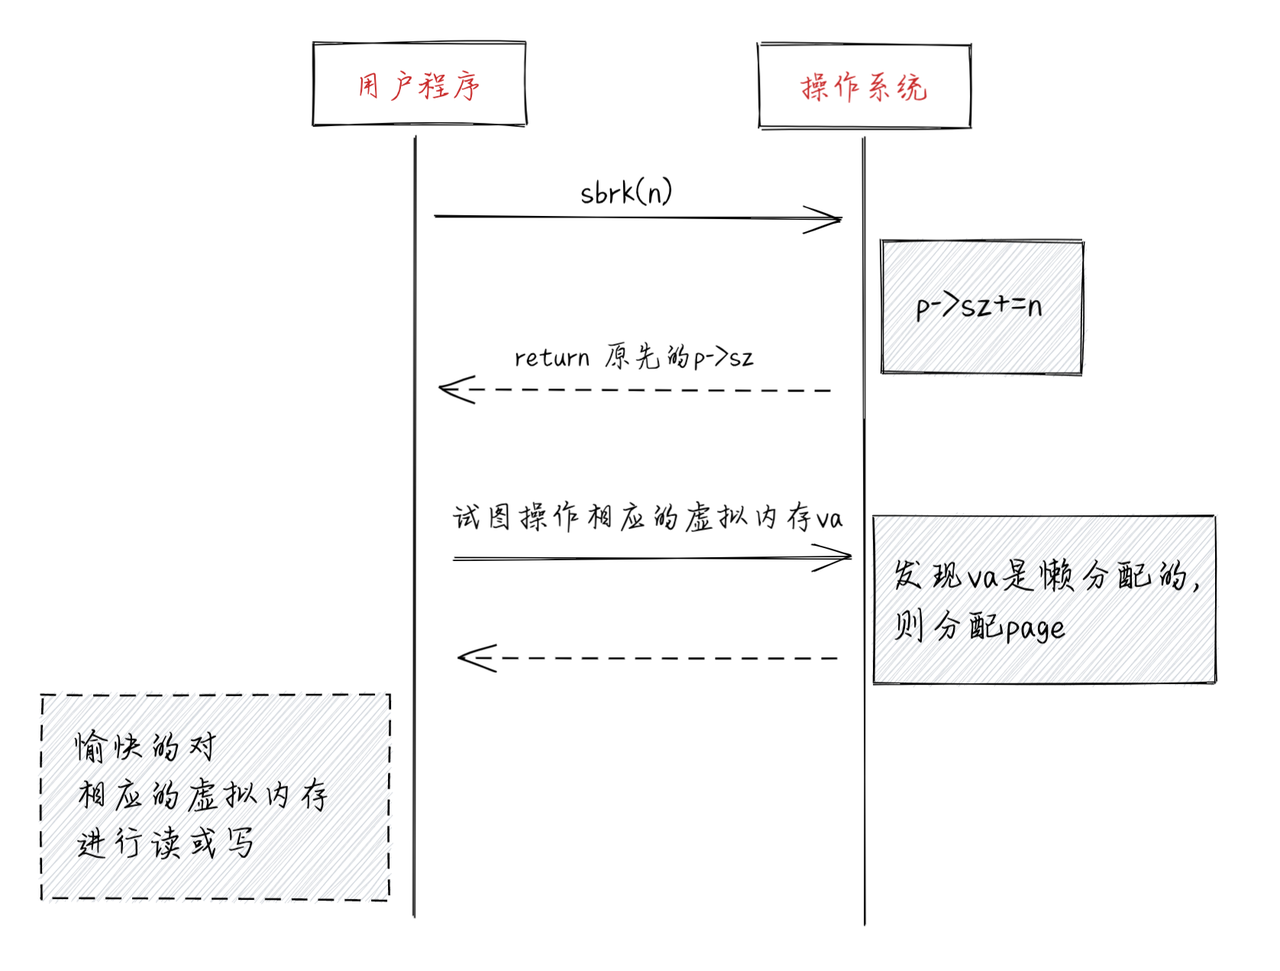 用户程序
操作系统
sbrk(n)
p->sz+=n
return 原先的p->sz
试图操作相应的虚拟内存va
发现va是懒分配的,
则分配page
愉快的对
相应的虚拟内存
进行读或写